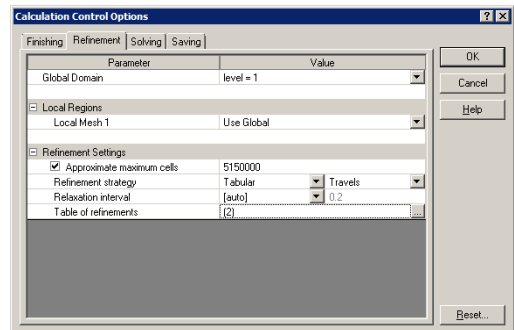 Calculation Control Options
Finishing Refinement Solving Saving
Parameter Value
Global Domain level = 1
Local Regions
Local Mesh 1 Use Global
Refinement Settings
Approximate maximum cells 5150000
Refinement strategy Tabular Travels
Relaxation interval [auto] 0.2
Table of refinements (2) ...
OK
Cancel
Help
Reset...